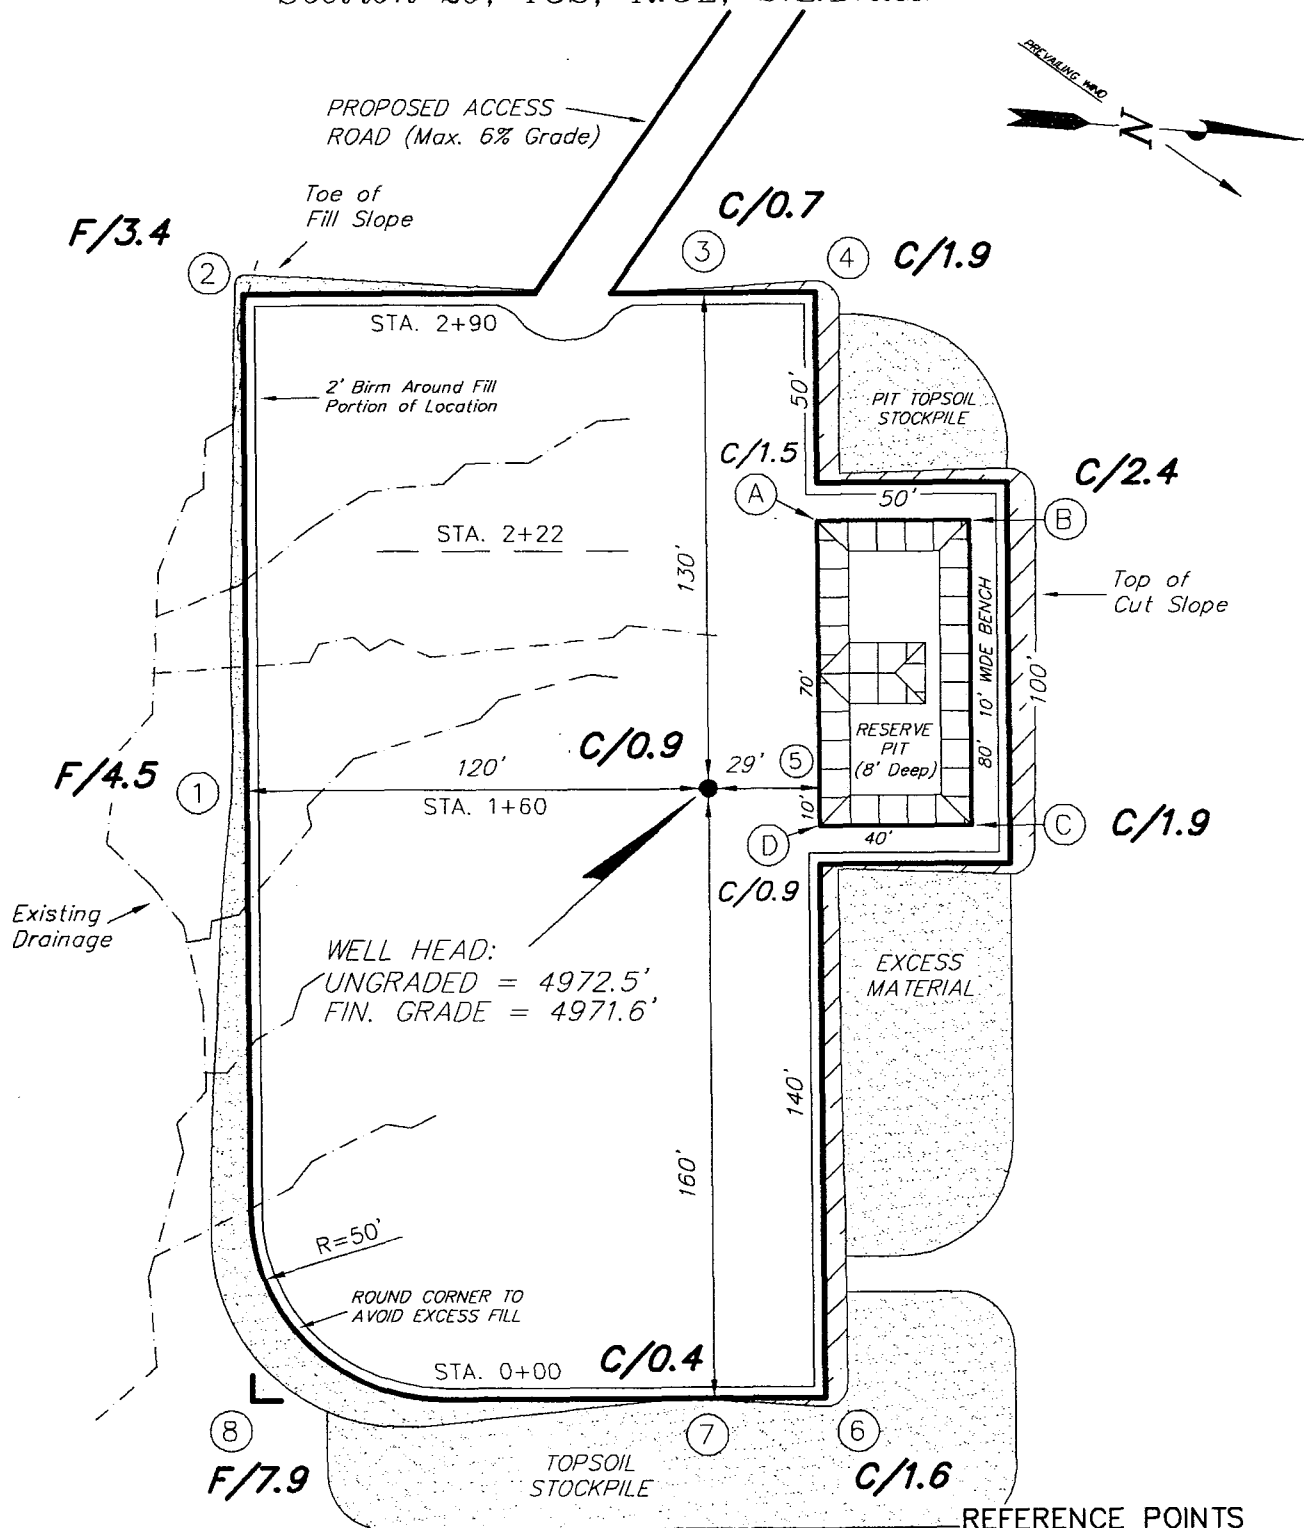 PREVAILING WIND
N
PROPOSED ACCESS
ROAD (Max. 6% Grade)
Toe of
Fill Slope
F/3.4
2
C/0.7
3
4
C/1.9
STA. 2+90
2' Birm Around Fill
Portion of Location
50'
PIT TOPSOIL
STOCKPILE
C/1.5
C/2.4
A
50'
B
STA. 2+22
130'
Top of
Cut Slope
10' WIDE BENCH
100'
70'
RESERVE
PIT
(8' Deep)
80'
C/0.9
F/4.5
1
120'
29'
5
STA. 1+60
10'
D
40'
C
C/1.9
C/0.9
Existing
Drainage
WELL HEAD:
UNGRADED = 4972.5'
FIN. GRADE = 4971.6'
EXCESS
MATERIAL
140'
160'
R=50'
ROUND CORNER TO
AVOID EXCESS FILL
STA. 0+00
C/0.4
8
F/7.9
7
6
C/1.6
TOPSOIL
STOCKPILE
REFERENCE POINTS